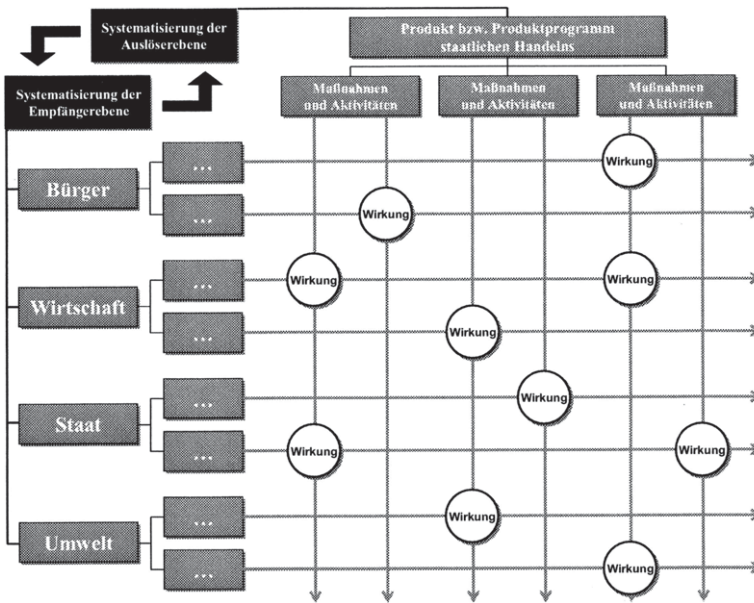 Systematisierung der
Auslöserebene
Produkt bzw. Produktprogramm
staatlichen Handelns
Systematisierung der
Empfängerebene
Maßnahmen
und Aktivitäten
Maßnahmen
und Aktivitäten
Maßnahmen
und Aktivitäten
Bürger
...
Wirkung
...
Wirkung
Wirtschaft
...
Wirkung
Wirkung
...
Wirkung
Staat
...
Wirkung
...
Wirkung
Wirkung
Umwelt
...
Wirkung
...
Wirkung